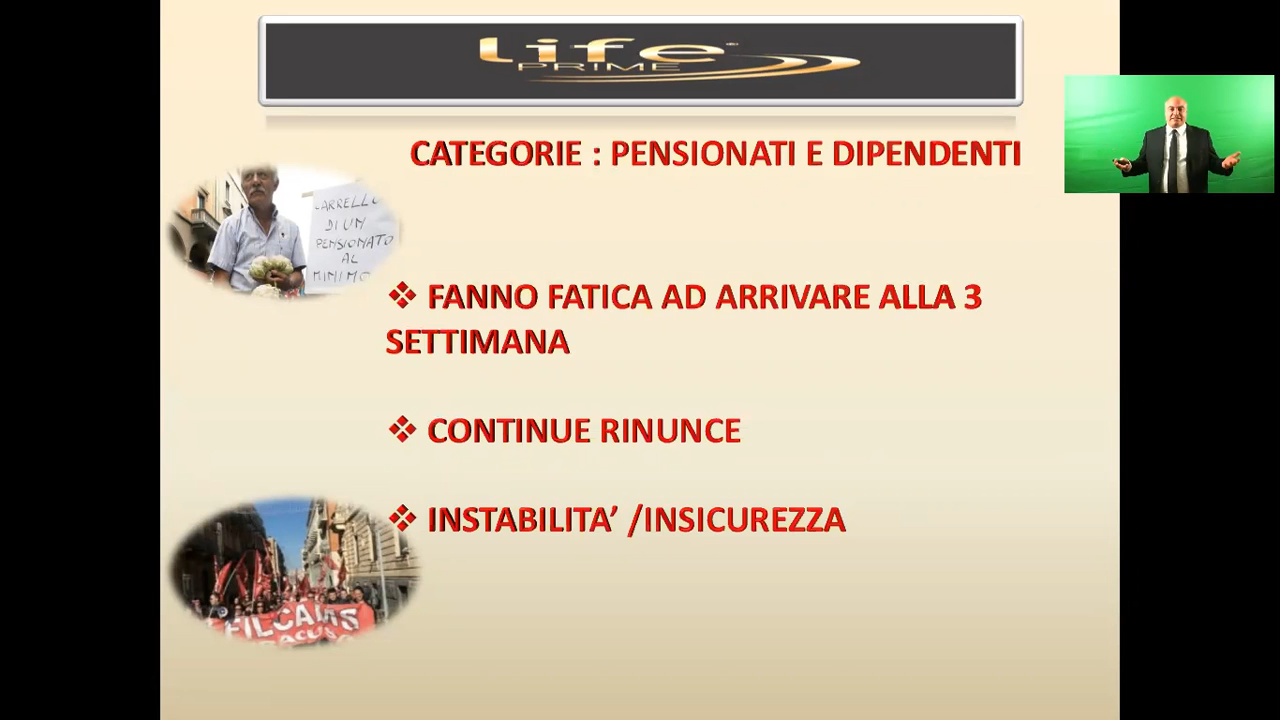 Life
PRIME
CATEGORIE : PENSIONATI E DIPENDENTI
CARRELLO
DI UN
PENSIONATO
AL
MINIMO
❖ FANNO FATICA AD ARRIVARE ALLA 3
SETTIMANA
❖ CONTINUE RINUNCE
❖ INSTABILITA’ /INSICUREZZA
FILCAMS